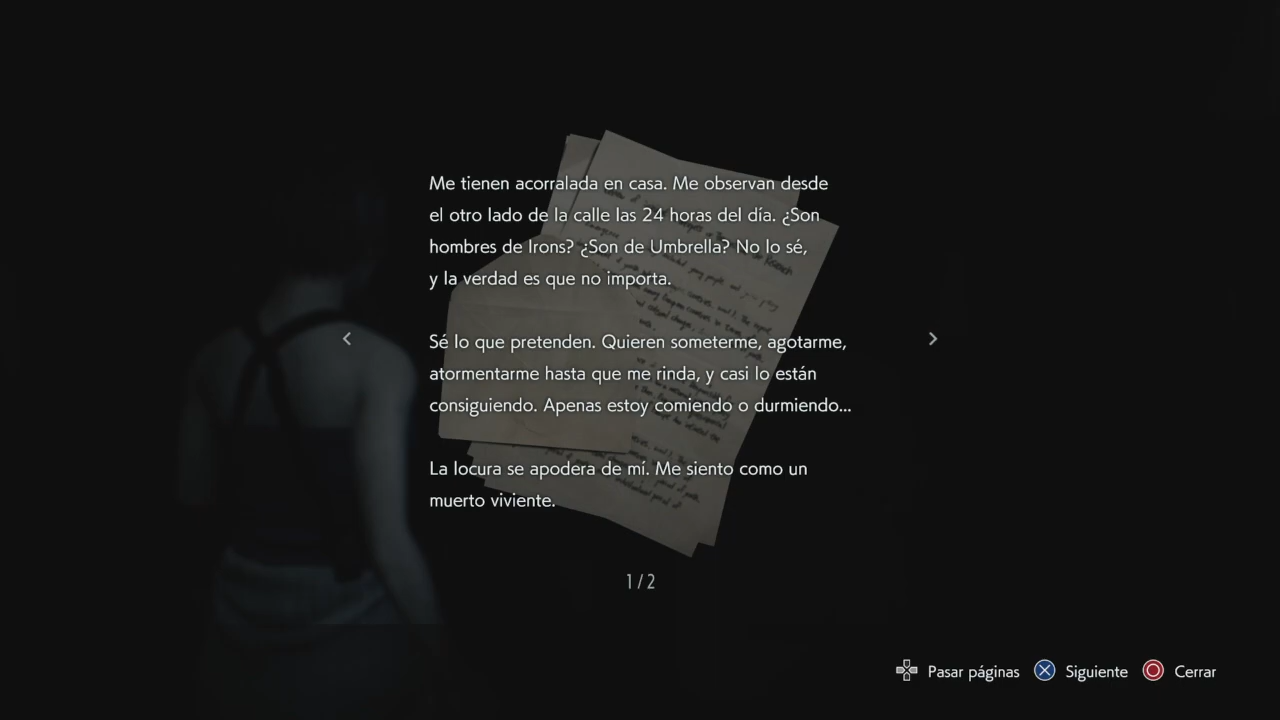 Me tienen acorralada en casa. Me observan desde
el otro lado de la calle las 24 horas del día. ¿Son
hombres de Irons? ¿Son de Umbrella? No lo sé,
y la verdad es que no importa.
Sé lo que pretenden. Quieren someterme, agotarme,
atormentarme hasta que me rinda, y casi lo están
consiguiendo. Apenas estoy comiendo o durmiendo...
La locura se apodera de mí. Me siento como un
muerto viviente.
1 / 2
Pasar páginas Siguiente Cerrar